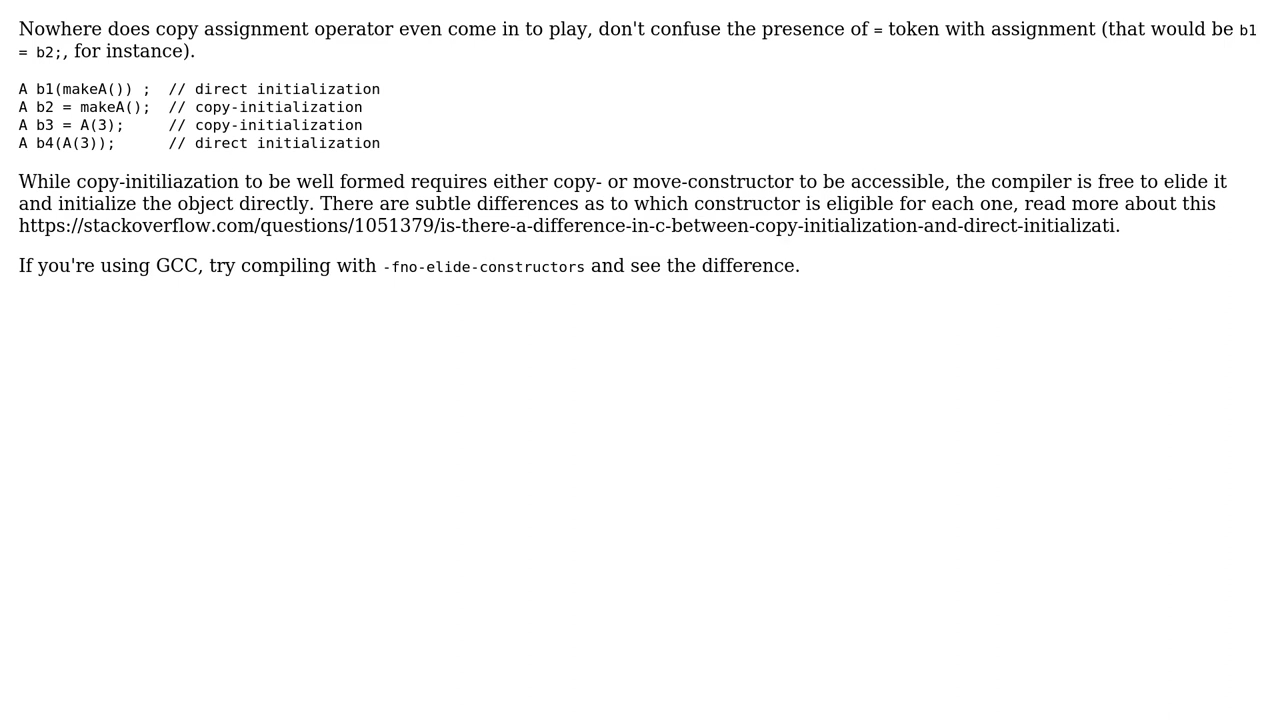 Nowhere does copy assignment operator even come in to play, don't confuse the presence of = token with assignment (that would be b1
= b2;, for instance).
A b1(makeA()) ;  // direct initialization
A b2 = makeA();  // copy-initialization
A b3 = A(3);     // copy-initialization
A b4(A(3));      // direct initialization
While copy-initiliazation to be well formed requires either copy- or move-constructor to be accessible, the compiler is free to elide it
and initialize the object directly. There are subtle differences as to which constructor is eligible for each one, read more about this
https://stackoverflow.com/questions/1051379/is-there-a-difference-in-c-between-copy-initialization-and-direct-initializati.
If you're using GCC, try compiling with -fno-elide-constructors and see the difference.